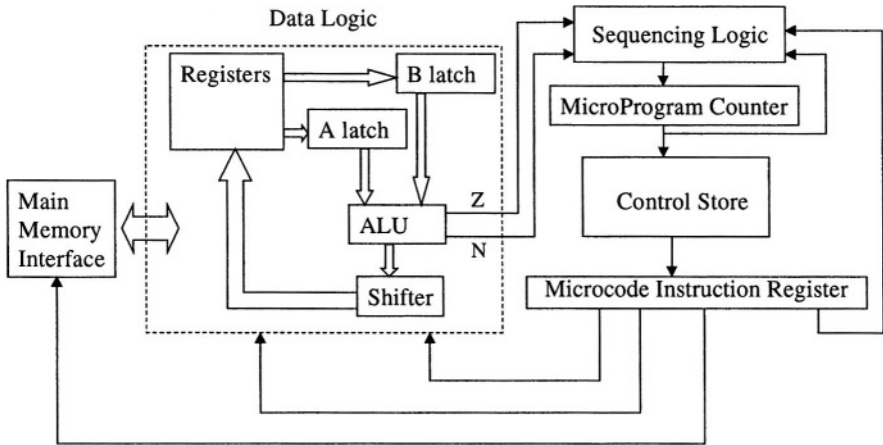 Data Logic
Registers
B latch
A latch
ALU
Z
N
Shifter
Main
Memory
Interface
Sequencing Logic
MicroProgram Counter
Control Store
Microcode Instruction Register